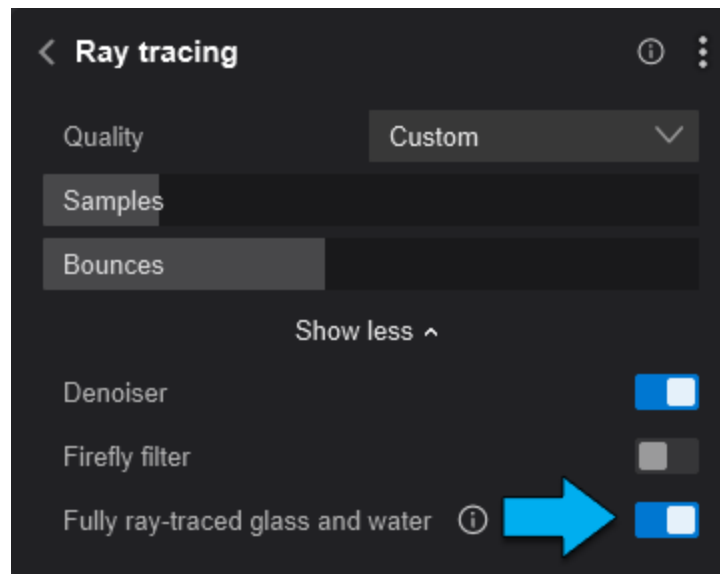 Ray tracing
Quality Custom
Samples
Bounces
Show less
Denoiser
Firefly filter
Fully ray-traced glass and water